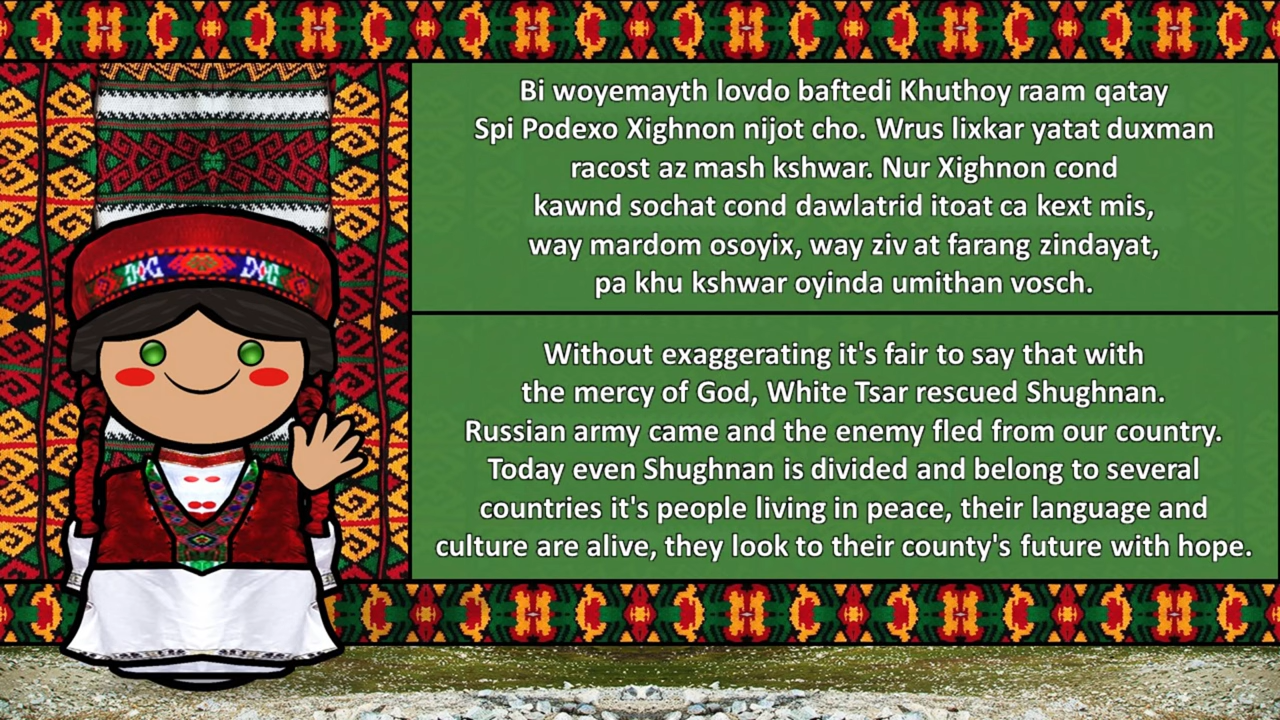 Bi woyemayth lovdo baftedi Khuthoy raam qatay
Spi Podexo Xighnon nijot cho. Wrus lixkar yatat duxman
racost az mash kshwar. Nur Xighnon cond
kawnd sochat cond dawlatrid itoat ca kext mis,
way mardom osoyix, way ziv at farang zindayat,
pa khu kshwar oyinda umithan vosch.
Without exaggerating it's fair to say that with
the mercy of God, White Tsar rescued Shughnan.
Russian army came and the enemy fled from our country.
Today even Shughnan is divided and belong to several
countries it's people living in peace, their language and
culture are alive, they look to their county's future with hope.